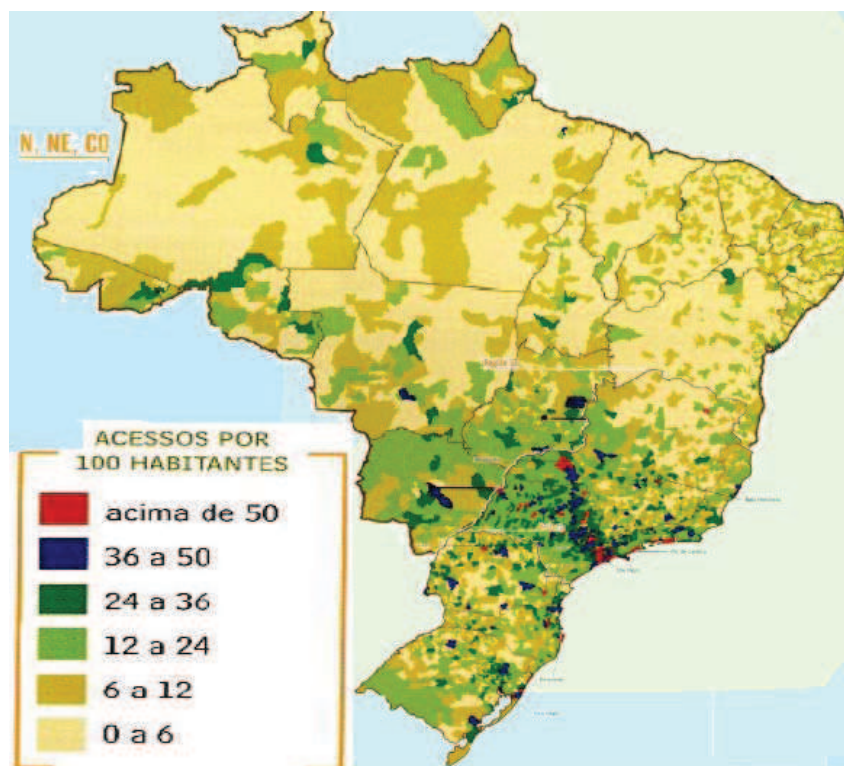 N, NE, CO
ACESSOS POR
100 HABITANTES
acima de 50
36 a 50
24 a 36
12 a 24
6 a 12
0 a 6